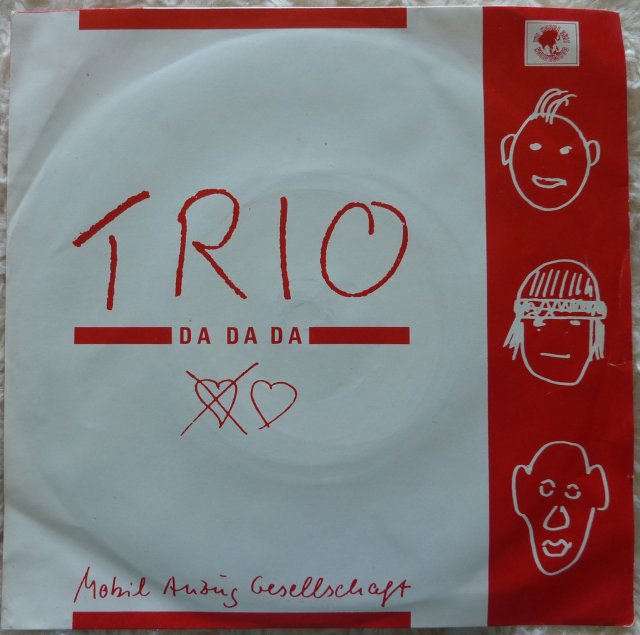 TRIO
DA DA DA
Mobil Anzug Gesellschaft